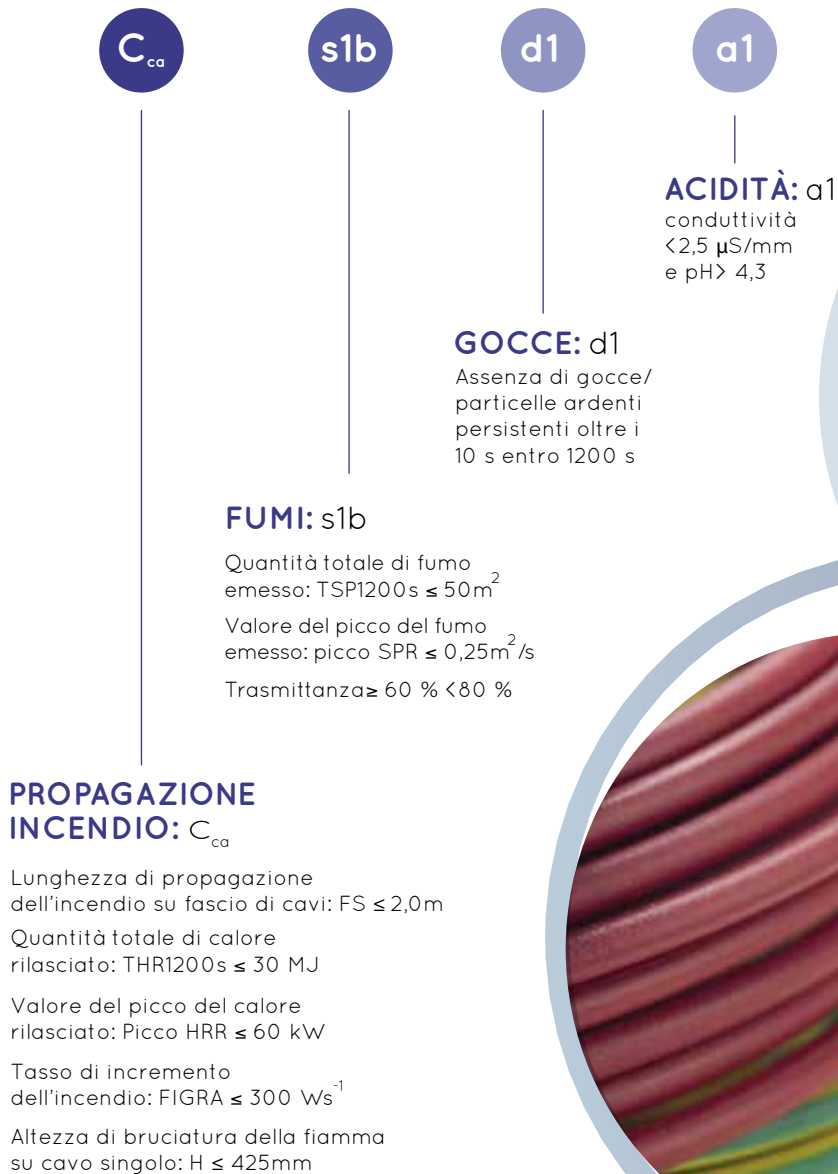 Cca
s1b
d1
a1
ACIDITÀ: a1
conduttività
<2,5 µS/mm
e pH> 4,3
GOCCE: d1
Assenza di gocce/
particelle ardenti
persistenti oltre i
10 s entro 1200 s
FUMI: s1b
Quantità totale di fumo
emesso: TSP1200s ≤ 50m²
Valore del picco del fumo
emesso: picco SPR ≤ 0,25m²/s
Trasmittanza≥ 60 % <80 %
PROPAGAZIONE
INCENDIO: Cca
Lunghezza di propagazione
dell'incendio su fascio di cavi: FS ≤ 2,0m
Quantità totale di calore
rilasciato: THR1200s ≤ 30 MJ
Valore del picco del calore
rilasciato: Picco HRR ≤ 60 kW
Tasso di incremento
dell'incendio: FIGRA ≤ 300 Ws⁻¹
Altezza di bruciatura della fiamma
su cavo singolo: H ≤ 425mm